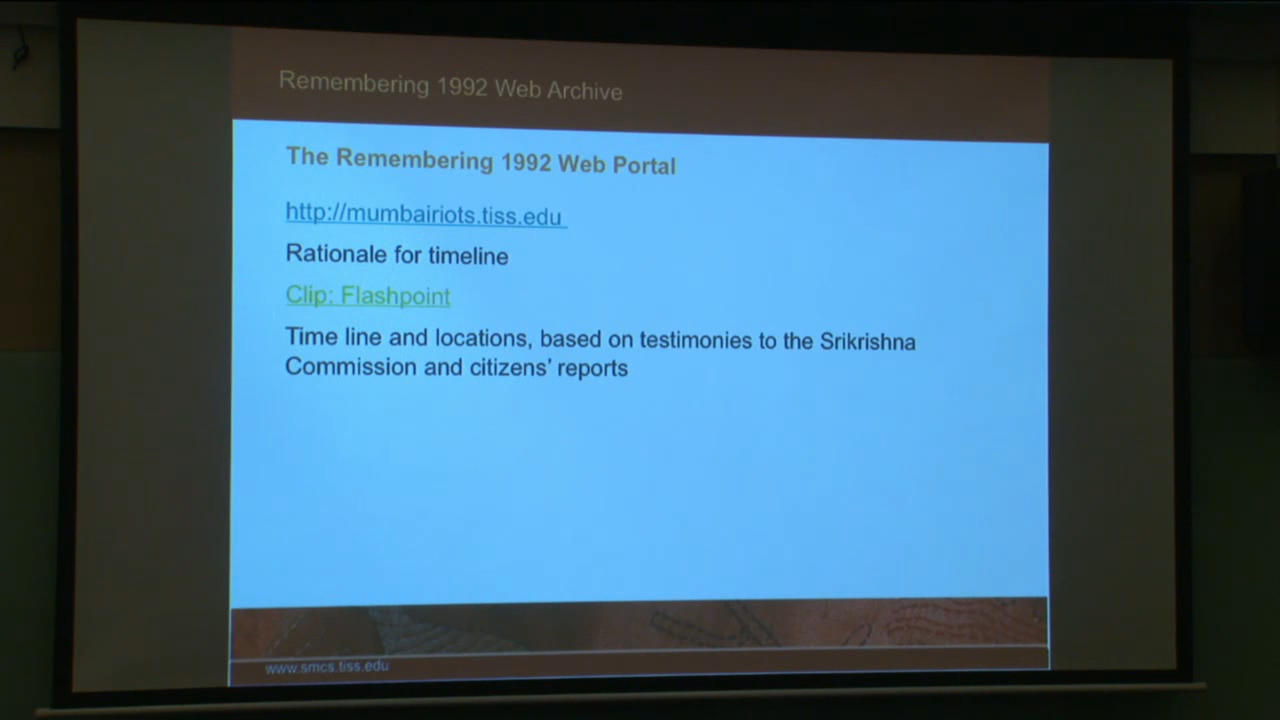 Remembering 1992 Web Archive
The Remembering 1992 Web Portal
http://mumbairiots.tiss.edu
Rationale for timeline
Clip: Flashpoint
Time line and locations, based on testimonies to the Srikrishna
Commission and citizens’ reports
www.smcs.tiss.edu